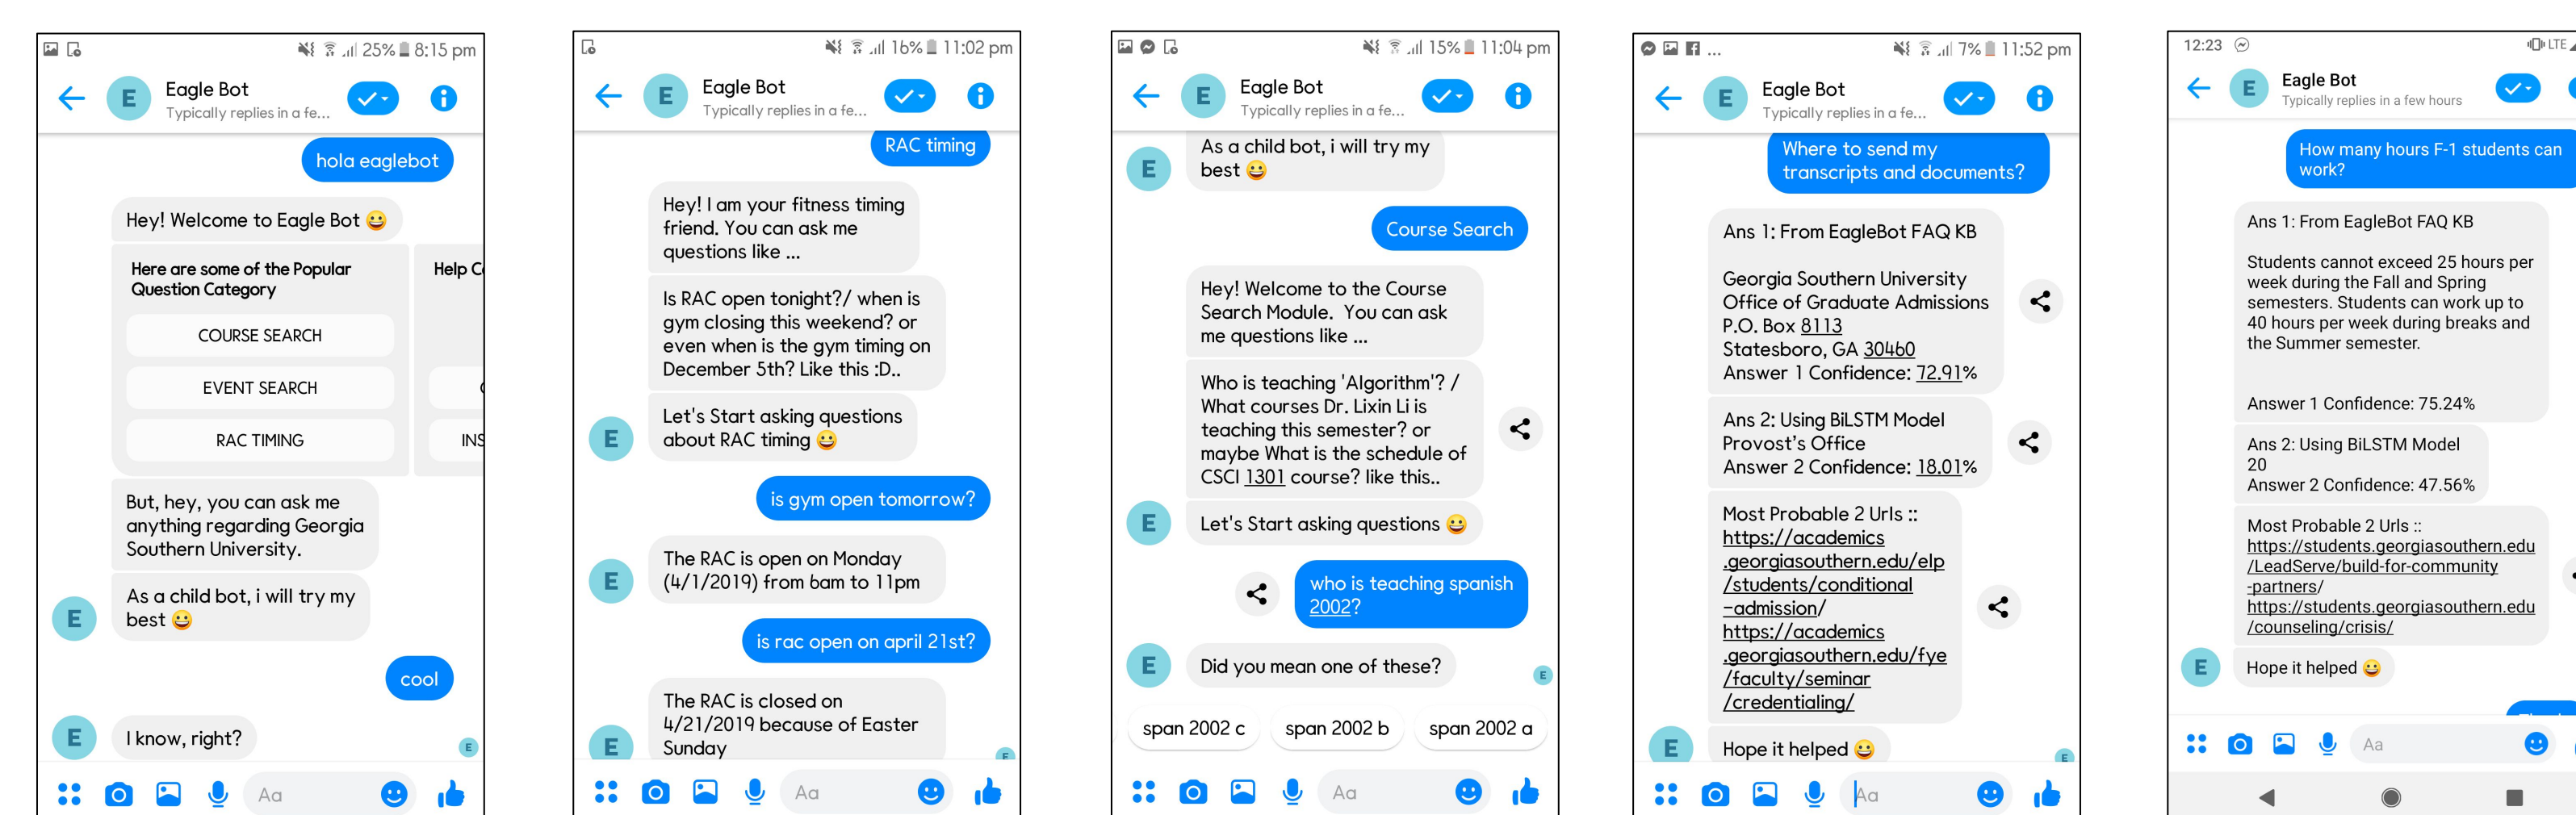 25% 8:15 pm
E
Eagle Bot
Typically replies in a fe...
hola eaglebot
Hey! Welcome to Eagle Bot 😀
Here are some of the Popular
Question Category
COURSE SEARCH
EVENT SEARCH
RAC TIMING
Help
INS
But, hey, you can ask me
anything regarding Georgia
Southern University.
As a child bot, i will try my
best 😀
E
cool
E
I know, right?
E
Aa
16% 11:02 pm
E
Eagle Bot
Typically replies in a fe...
RAC timing
Hey! I am your fitness timing
friend. You can ask me
questions like ...
Is RAC open tonight?/ when is
gym closing this weekend? or
even when is the gym timing on
December 5th? Like this :D..
Let's Start asking questions
about RAC timing 😀
E
is gym open tomorrow?
The RAC is open on Monday
(4/1/2019) from 6am to 11pm
E
is rac open on april 21st?
The RAC is closed on
4/21/2019 because of Easter
Sunday
E
E
Aa
15% 11:04 pm
E
Eagle Bot
Typically replies in a fe...
As a child bot, i will try my
best 😀
E
Course Search
Hey! Welcome to the Course
Search Module. You can ask
me questions like ...
Who is teaching 'Algorithm'? /
What courses Dr. Lixin Li is
teaching this semester? or
maybe What is the schedule of
CSCI 1301 course? like this..
E
Let's Start asking questions 😀
who is teaching spanish
2002?
E
Did you mean one of these?
E
span 2002 c
span 2002 b
span 2002 a
Aa
...
7% 11:52 pm
E
Eagle Bot
Typically replies in a fe...
Where to send my
transcripts and documents?
Ans 1: From EagleBot FAQ KB
Georgia Southern University
Office of Graduate Admissions
P.O. Box 8113
Statesboro, GA 30460
Answer 1 Confidence: 72.91%
Ans 2: Using BiLSTM Model
Provost's Office
Answer 2 Confidence: 18.01%
Most Probable 2 Urls ::
https://academics
.georgiasouthern.edu/elp
/students/conditional
-admission/
https://academics
.georgiasouthern.edu/fye
/faculty/seminar
/credentialing/
E
Hope it helped 😀
E
Aa
12:23
LTE
E
Eagle Bot
Typically replies in a few hours
How many hours F-1 students can
work?
Ans 1: From EagleBot FAQ KB
Students cannot exceed 25 hours per
week during the Fall and Spring
semesters. Students can work up to
40 hours per week during breaks and
the Summer semester.
Answer 1 Confidence: 75.24%
Ans 2: Using BiLSTM Model
20
Answer 2 Confidence: 47.56%
Most Probable 2 Urls ::
https://students.georgiasouthern.edu
/LeadServe/build-for-community
-partners/
https://students.georgiasouthern.edu
/counseling/crisis/
E
Hope it helped 😀
Aa